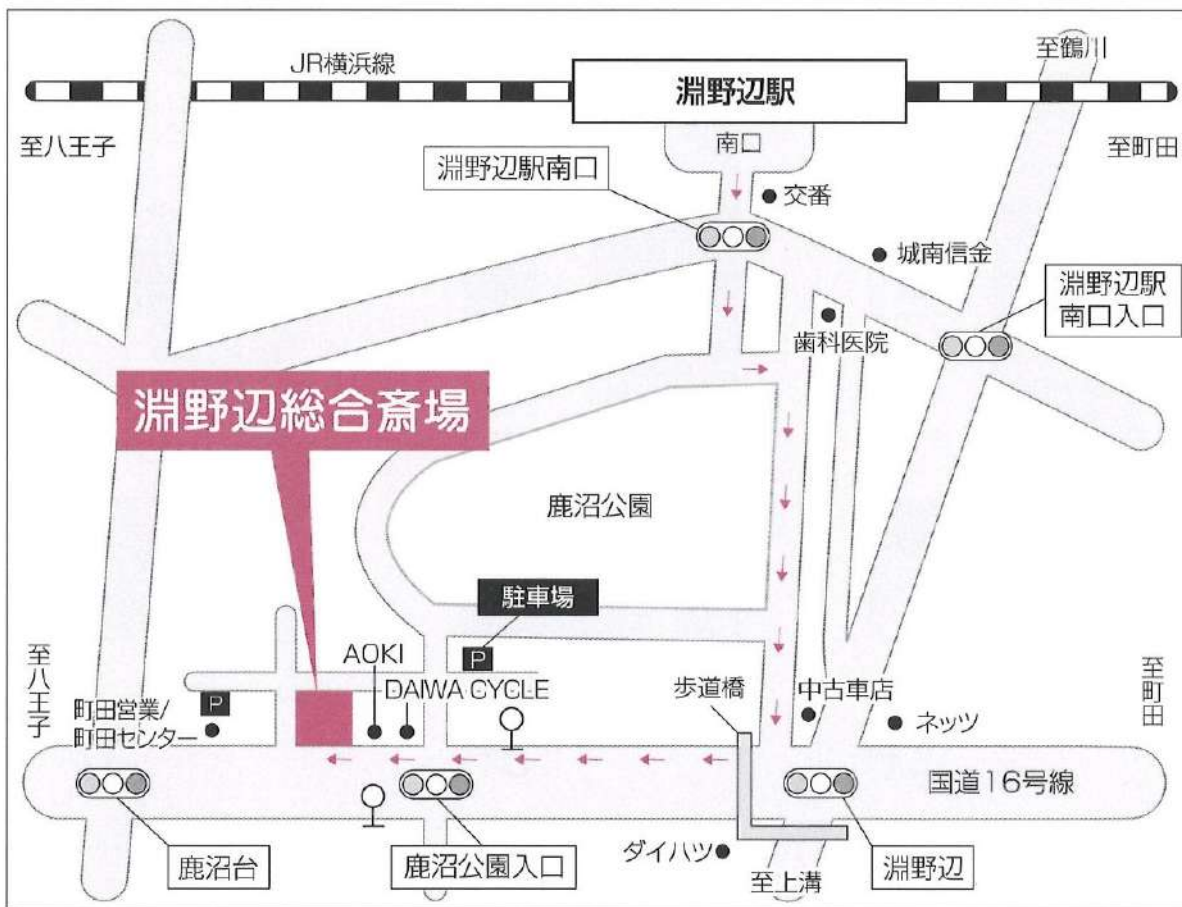 JR横浜線
淵野辺駅
至鶴川
至八王子
南口
至町田
淵野辺駅南口
交番
城南信金
淵野辺駅
南口入口
歯科医院
淵野辺総合斎場
鹿沼公園
駐車場
P
至八王子
AOKI
DAIWA CYCLE
歩道橋
中古車店
至町田
P
町田営業/
町田センター
ネッツ
国道16号線
鹿沼台
鹿沼公園入口
ダイハツ
至上溝
淵野辺